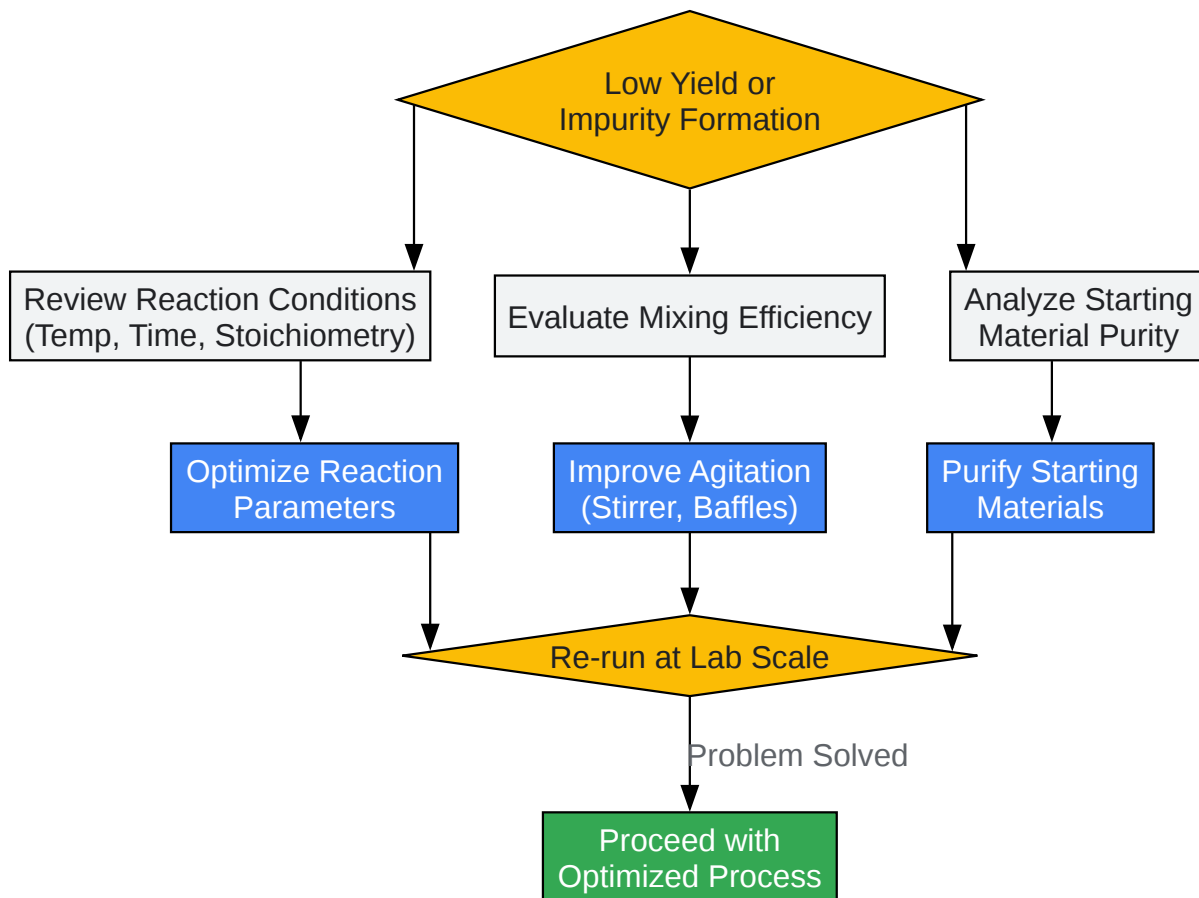 Low Yield or
Impurity Formation
Review Reaction Conditions
(Temp, Time, Stoichiometry)
Evaluate Mixing Efficiency
Analyze Starting
Material Purity
Optimize Reaction
Parameters
Improve Agitation
(Stirrer, Baffles)
Purify Starting
Materials
Re-run at Lab Scale
Problem Solved
Proceed with
Optimized Process